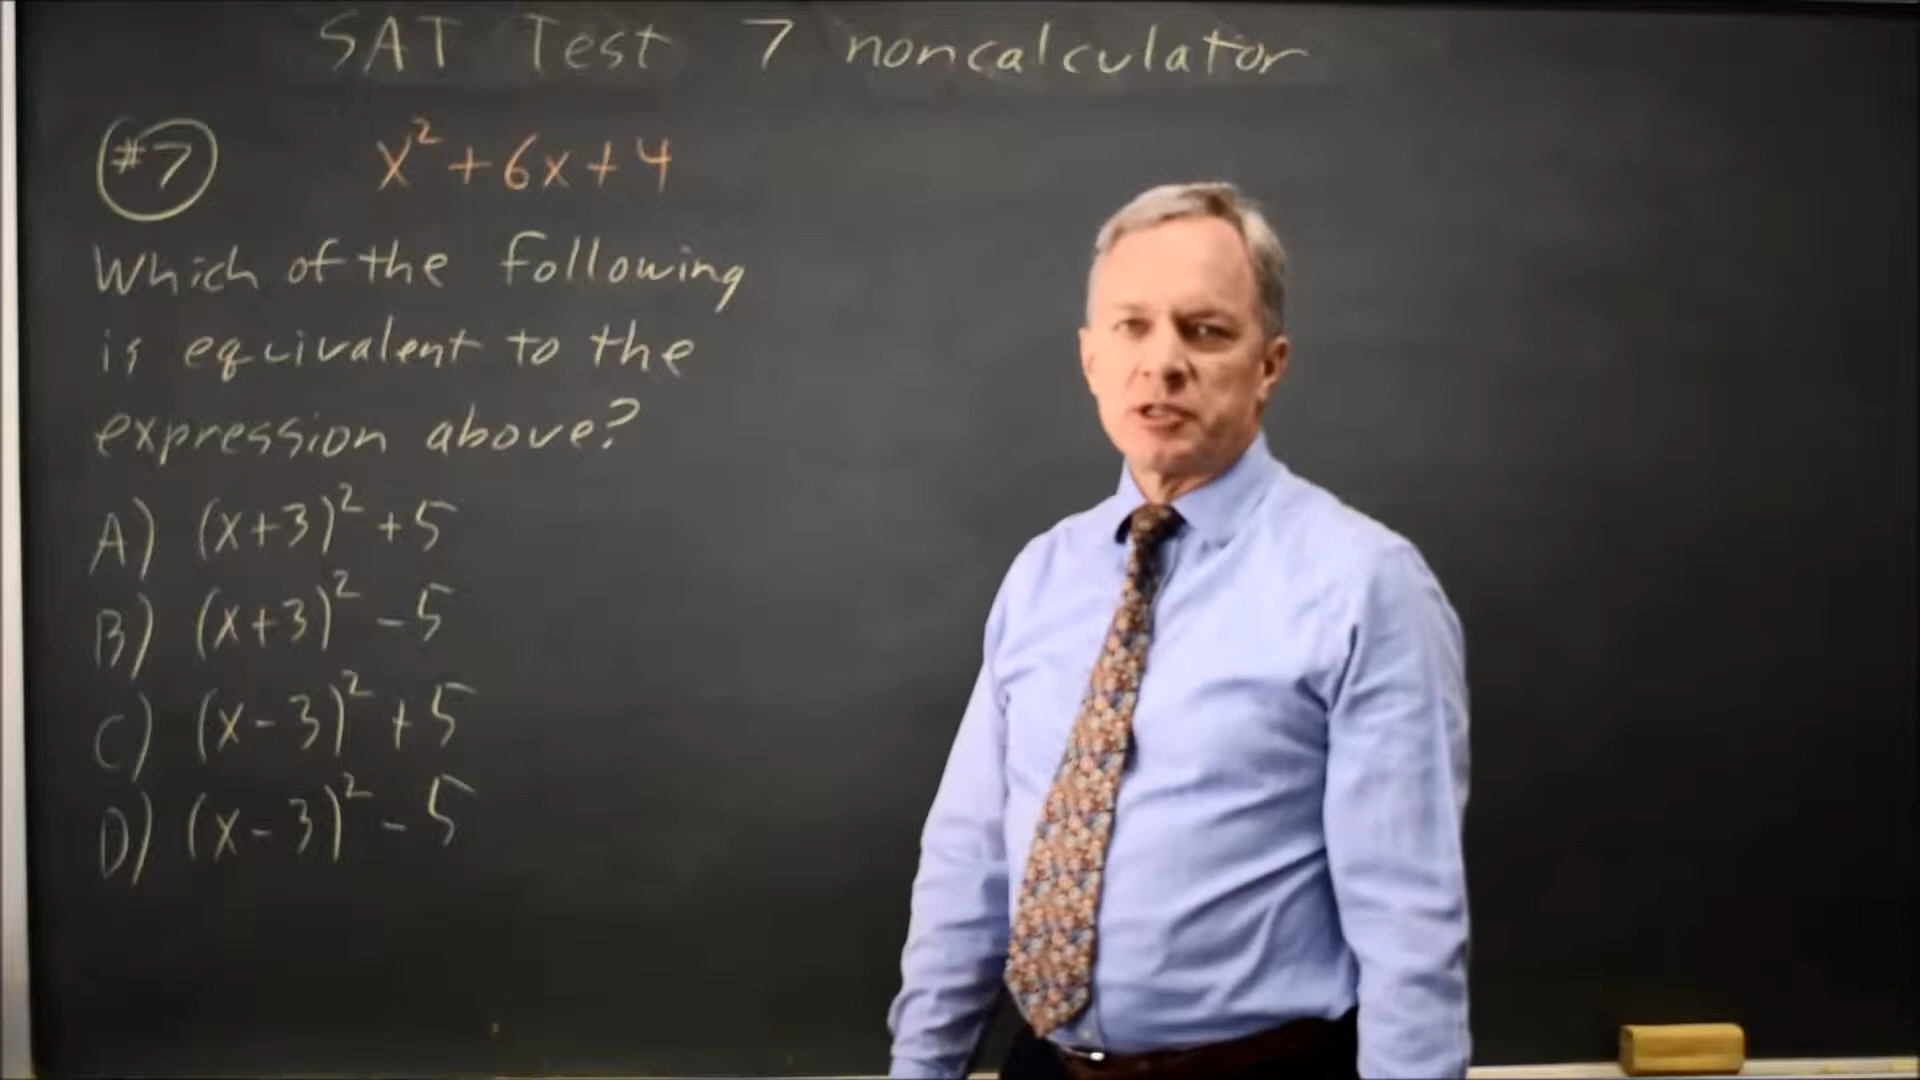 SAT Test 7 noncalculator
#7 x²+6x+4
Which of the following
is equivalent to the
expression above?
A) (x+3)²+5
B) (x+3)²-5
C) (x-3)²+5
D) (x-3)²-5